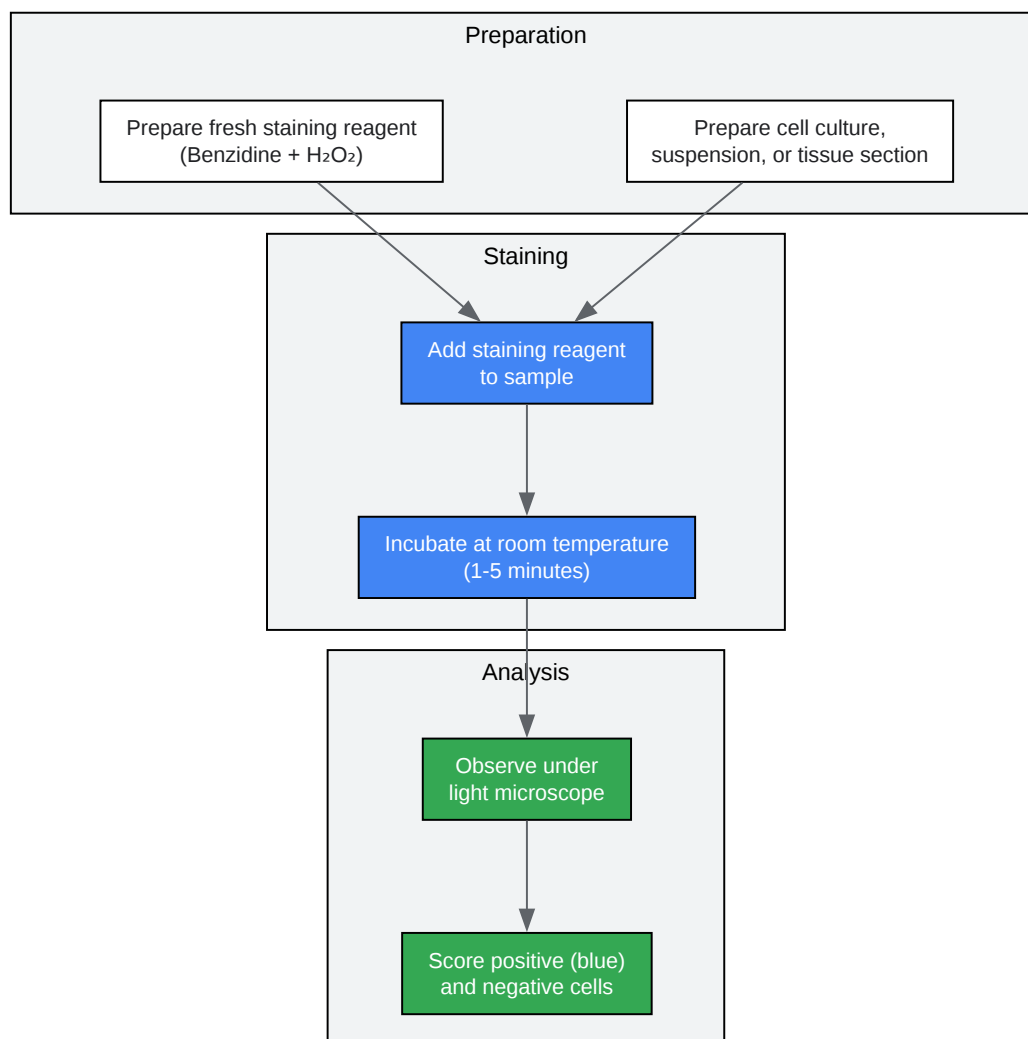 Preparation
Prepare fresh staining reagent
(Benzidine + H₂O₂)
Prepare cell culture,
suspension, or tissue section
Staining
Add staining reagent
to sample
Incubate at room temperature
(1-5 minutes)
Analysis
Observe under
light microscope
Score positive (blue)
and negative cells